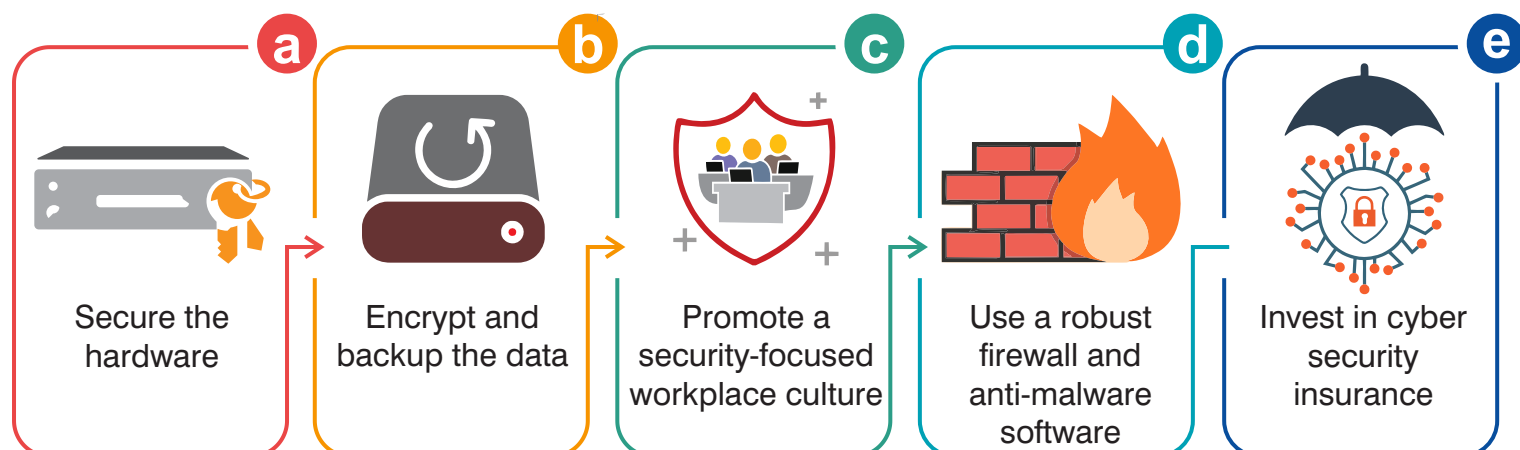 a
Secure the
hardware
b
Encrypt and
backup the data
c
Promote a
security-focused
workplace culture
d
Use a robust
firewall and
anti-malware
software
e
Invest in cyber
security
insurance